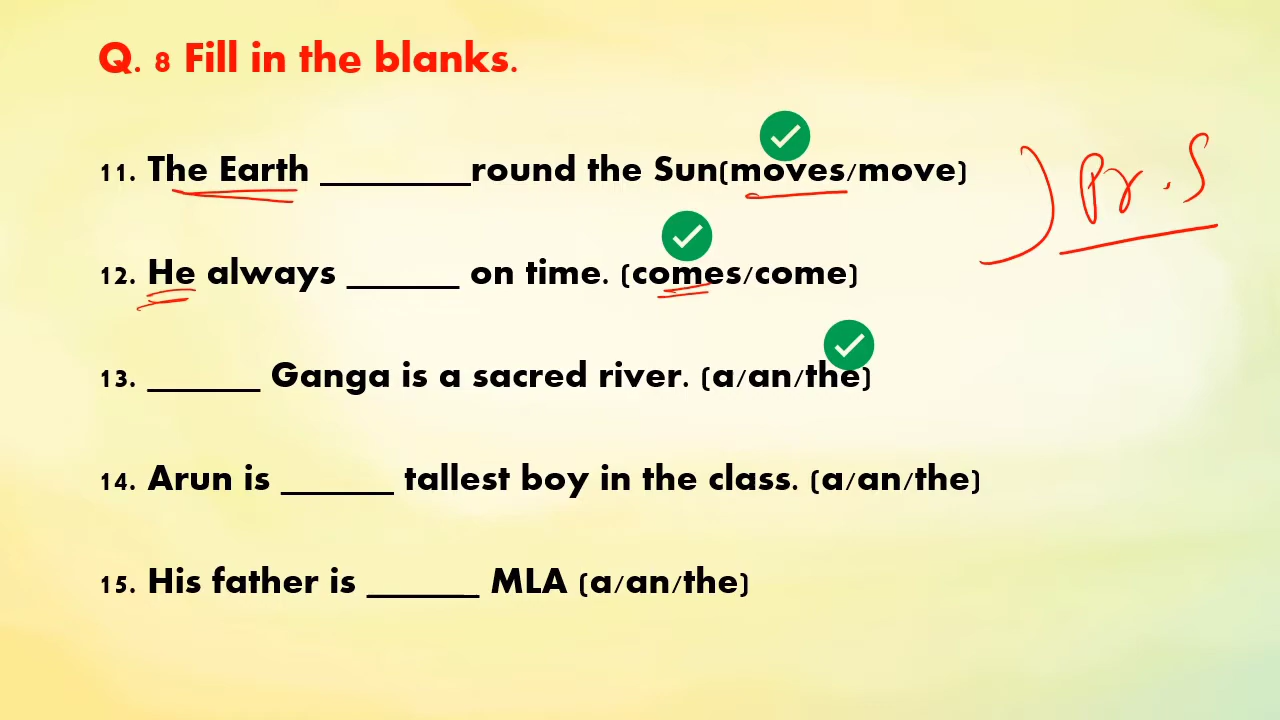 Q. 8 Fill in the blanks.
11. The Earth ________round the Sun(moves/move)
12. He always ______ on time. (comes/come)
Pr. S
13. ______ Ganga is a sacred river. (a/an/the)
14. Arun is ______ tallest boy in the class. (a/an/the)
15. His father is ______ MLA (a/an/the)